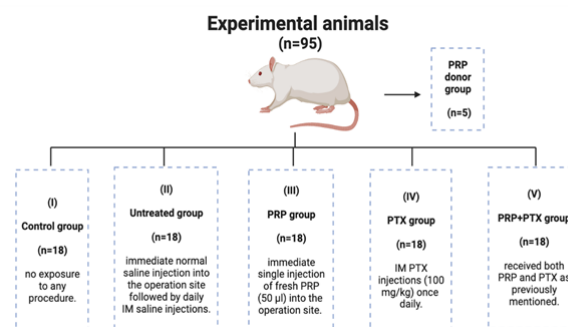 Experimental animals
(n=95)
PRP
donor
group
(n=5)
(I)
Control group
(n=18)
no exposure
to any
procedure.
(II)
Untreated group
(n=18)
immediate normal
saline injection into
the operation site
followed by daily
IM saline injections.
(III)
PRP group
(n=18)
immediate
single injection
of fresh PRP
(50 µl) into the
operation site.
(IV)
PTX group
(n=18)
IM PTX
injections (100
mg/kg) once
daily.
(V)
PRP+PTX group
(n=18)
received both
PRP and PTX as
previously
mentioned.